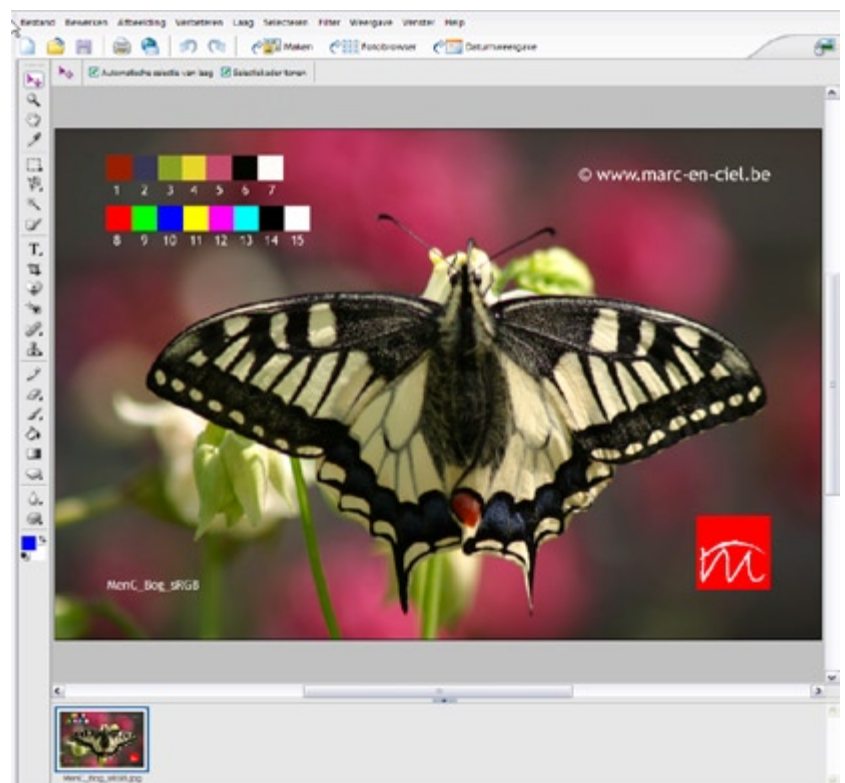 Bestand Bewerken Afbeelding Verbeteren Laag Selecteren Filter Weergave Venster Help
Maken Fotobrowser Datumweergave
Automatische selectie van laag Selectiekader tonen
© www.marc-en-ciel.be
1 2 3 4 5 6 7
8 9 10 11 12 13 14 15
MenC_Bog_sRGB
MenC_Bog_sRGB.jpg